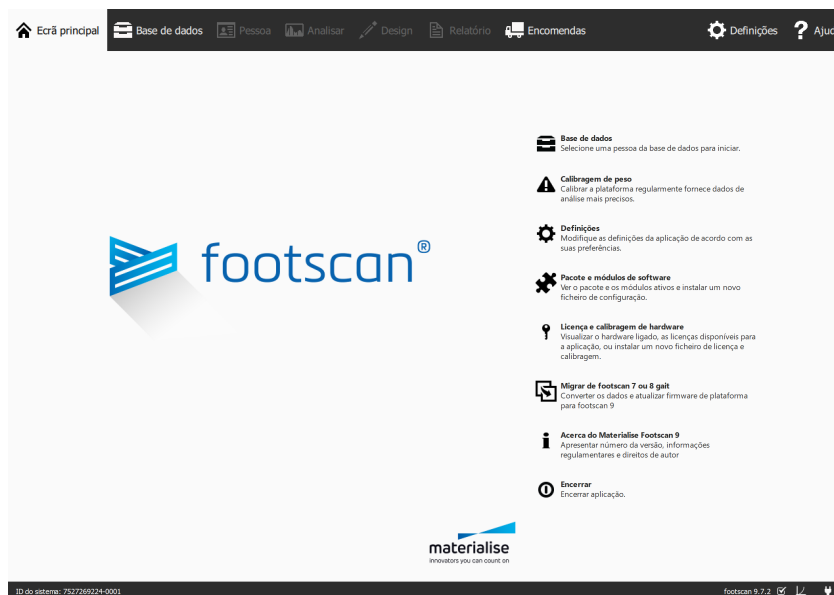 Ecrã principal
Base de dados
Pessoa
Analisar
Design
Relatório
Encomendas
Definições
Base de dados
Selecione uma pessoa da base de dados para iniciar.
Calibragem de peso
Calibrar a plataforma regularmente fornece dados de
análise mais precisos.
Definições
Modifique as definições da aplicação de acordo com as
suas preferências.
Pacote e módulos de software
Ver o pacote e os módulos ativos e instalar um novo
ficheiro de configuração.
footscan®
Licença e calibragem de hardware
Visualizar o hardware ligado, as licenças disponíveis para
a aplicação, ou instalar um novo ficheiro de licença e
calibragem.
Migrar de footscan 7 ou 8 gait
Converter os dados e atualizar firmware de plataforma
para footscan 9
Acerca do Materialise Footscan 9
Apresentar número da versão, informações
regulamentares e direitos de autor
Encerrar
Encerrar aplicação.
materialise
innovators you can count on
ID do sistema: 7527269224-0001
footscan 9.7.2